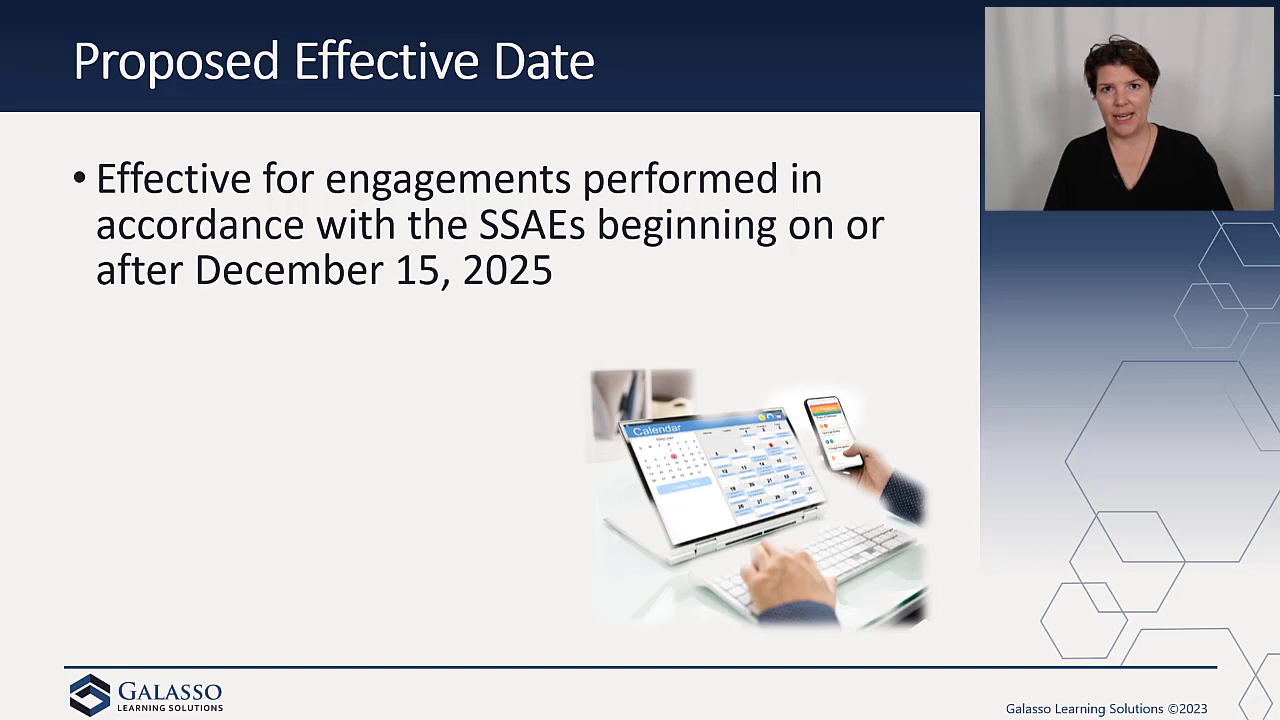 Proposed Effective Date
• Effective for engagements performed in
accordance with the SSAEs beginning on or
after December 15, 2025
Calendar
GALASSO
LEARNING SOLUTIONS
Galasso Learning Solutions ©2023